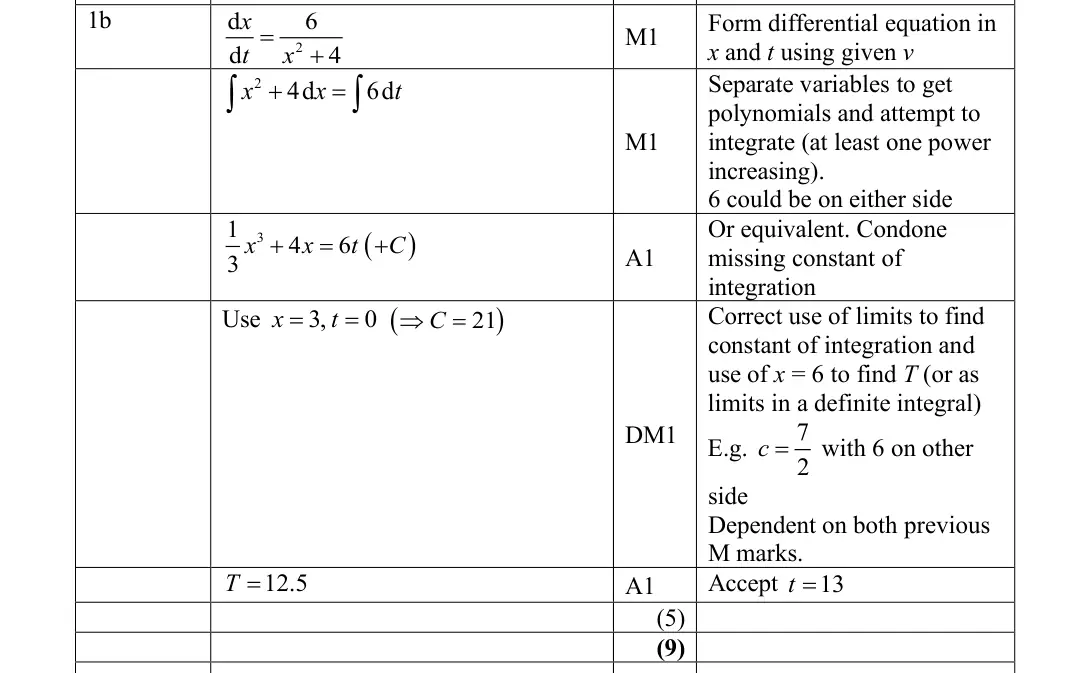 1b
dx/dt = 6/(x² + 4)
M1
Form differential equation in
x and t using given v
∫ x² + 4 dx = ∫ 6 dt
M1
Separate variables to get
polynomials and attempt to
integrate (at least one power
increasing).
6 could be on either side
1/3 x³ + 4x = 6t (+C)
A1
Or equivalent. Condone
missing constant of
integration
Use x = 3, t = 0 (⇒ C = 21)
DM1
Correct use of limits to find
constant of integration and
use of x = 6 to find T (or as
limits in a definite integral)
E.g. c = 7/2 with 6 on other
side
Dependent on both previous
M marks.
T = 12.5
A1
Accept t = 13
(5)
(9)